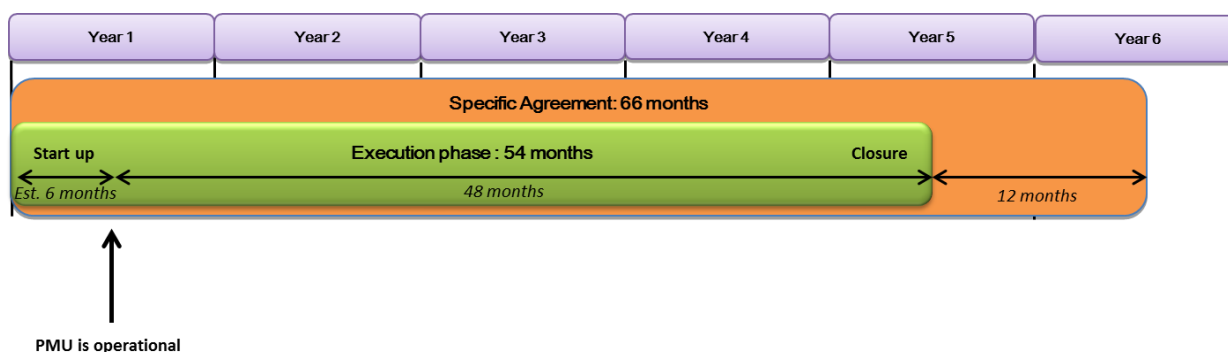 Year 1
Year 2
Year 3
Year 4
Year 5
Year 6
Specific Agreement: 66 months
Start up
Execution phase : 54 months
Closure
Est. 6 months
48 months
12 months
PMU is operational